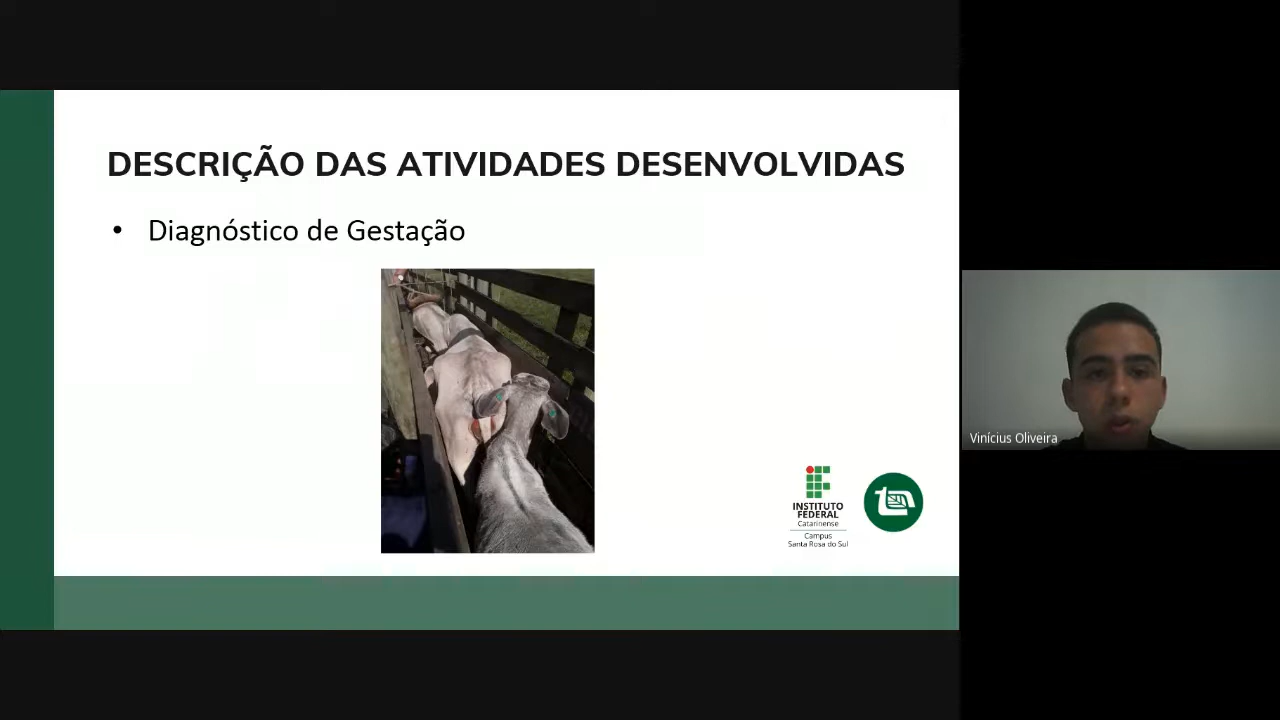 DESCRIÇÃO DAS ATIVIDADES DESENVOLVIDAS
• Diagnóstico de Gestação
INSTITUTO
FEDERAL
Catarinense
Campus
Santa Rosa do Sul
Vinícius Oliveira